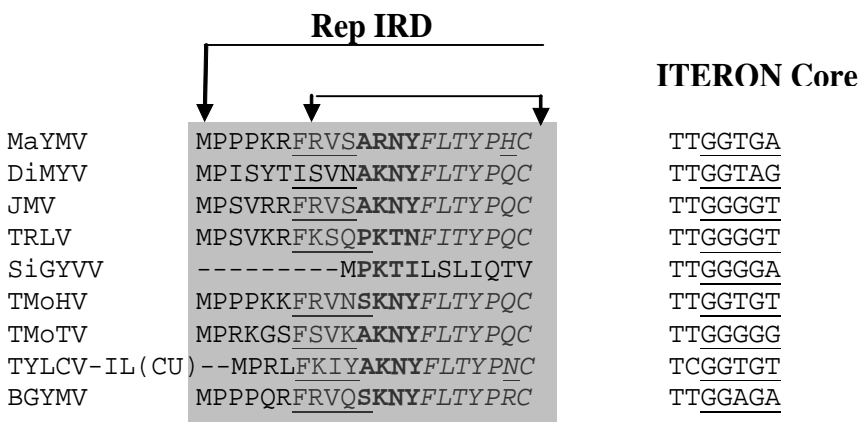 Rep IRD
ITERON Core
MaYMV MPPPKRFRVSARNYFLTYPHC TTGGTGA
DiMYV MPISYTISVNAKNYFLTYPQC TTGGTAG
JMV MPSVRRFRVSAKNYFLTYPQC TTGGGGT
TRLV MPSVKRFKSQPKTNFITYPQC TTGGGGT
SiGYVV ---------MPKTILSLIQTV TTGGGGA
TMoHV MPPPKKFRVNSKNYFLTYPQC TTGGTGT
TMoTV MPRKGSFSVKAKNYFLTYPQC TTGGGGG
TYLCV-IL(CU)--MPRLFKIYAKNYFLTYPNC TCGGTGT
BGYMV MPPPQRFRVQSKNYFLTYPRC TTGGAGA